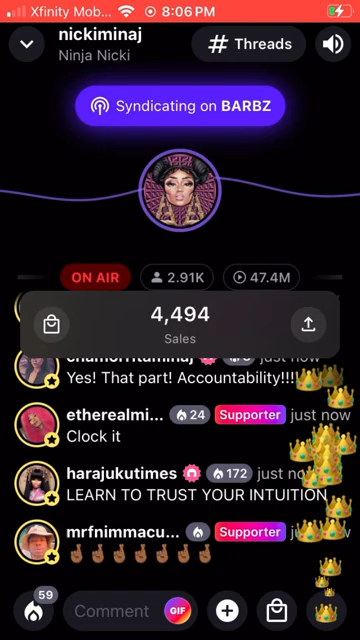 Xfinity Mob... 8:06 PM
nickiminaj
Ninja Nicki
# Threads
Syndicating on BARBZ
ON AIR 2.91K 47.4M
4,494
Sales
just now
Yes! That part! Accountability!!!!
etherealmi... 24 Supporter just now
Clock it
harajukutimes 172 just no
LEARN TO TRUST YOUR INTUITION
mrfnimmacu... Supporter
59
Comment GIF